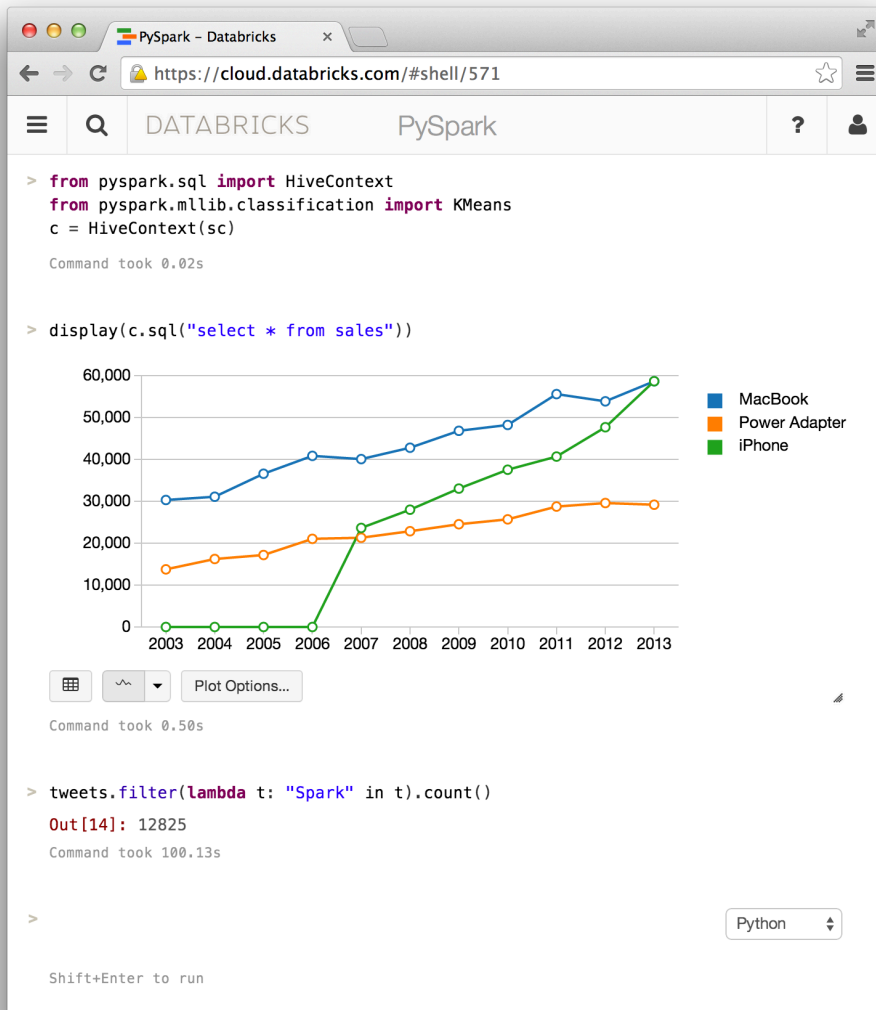 PySpark – Databricks ×
https://cloud.databricks.com/#shell/571
DATABRICKS PySpark ?
> from pyspark.sql import HiveContext
from pyspark.mllib.classification import KMeans
c = HiveContext(sc)
Command took 0.02s
> display(c.sql("select * from sales"))
60,000
50,000
40,000
30,000
20,000
10,000
0
2003 2004 2005 2006 2007 2008 2009 2010 2011 2012 2013
MacBook
Power Adapter
iPhone
Plot Options...
Command took 0.50s
> tweets.filter(lambda t: "Spark" in t).count()
Out[14]: 12825
Command took 100.13s
>
Python
Shift+Enter to run